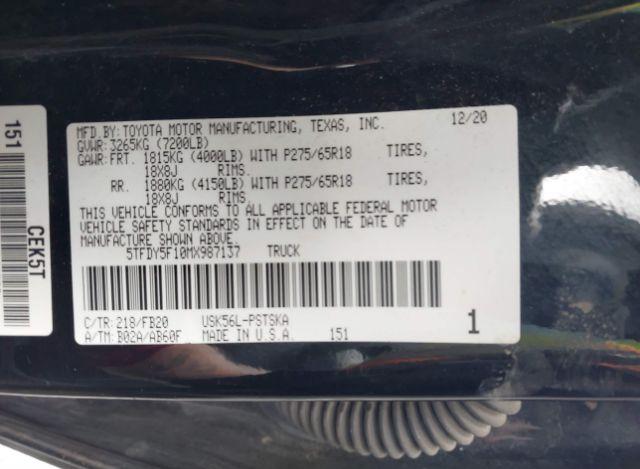 MFD.BY:TOYOTA MOTOR MANUFACTURING, TEXAS, INC. 12/20
GVWR:3265KG (7200LB)
GAWR:FRT. 1815KG (4000LB) WITH P275/65R18 TIRES,
18X8J RIMS.
RR. 1880KG (4150LB) WITH P275/65R18 TIRES,
18X8J RIMS.
THIS VEHICLE CONFORMS TO ALL APPLICABLE FEDERAL MOTOR
VEHICLE SAFETY STANDARDS IN EFFECT ON THE DATE OF
MANUFACTURE SHOWN ABOVE.
5TFDY5F10MX987137 TRUCK
C/TR:218/FB20 USK56L-PSTSKA
A/TM:B02A/AB60F MADE IN U.S.A. 151
1
151
CEK5T